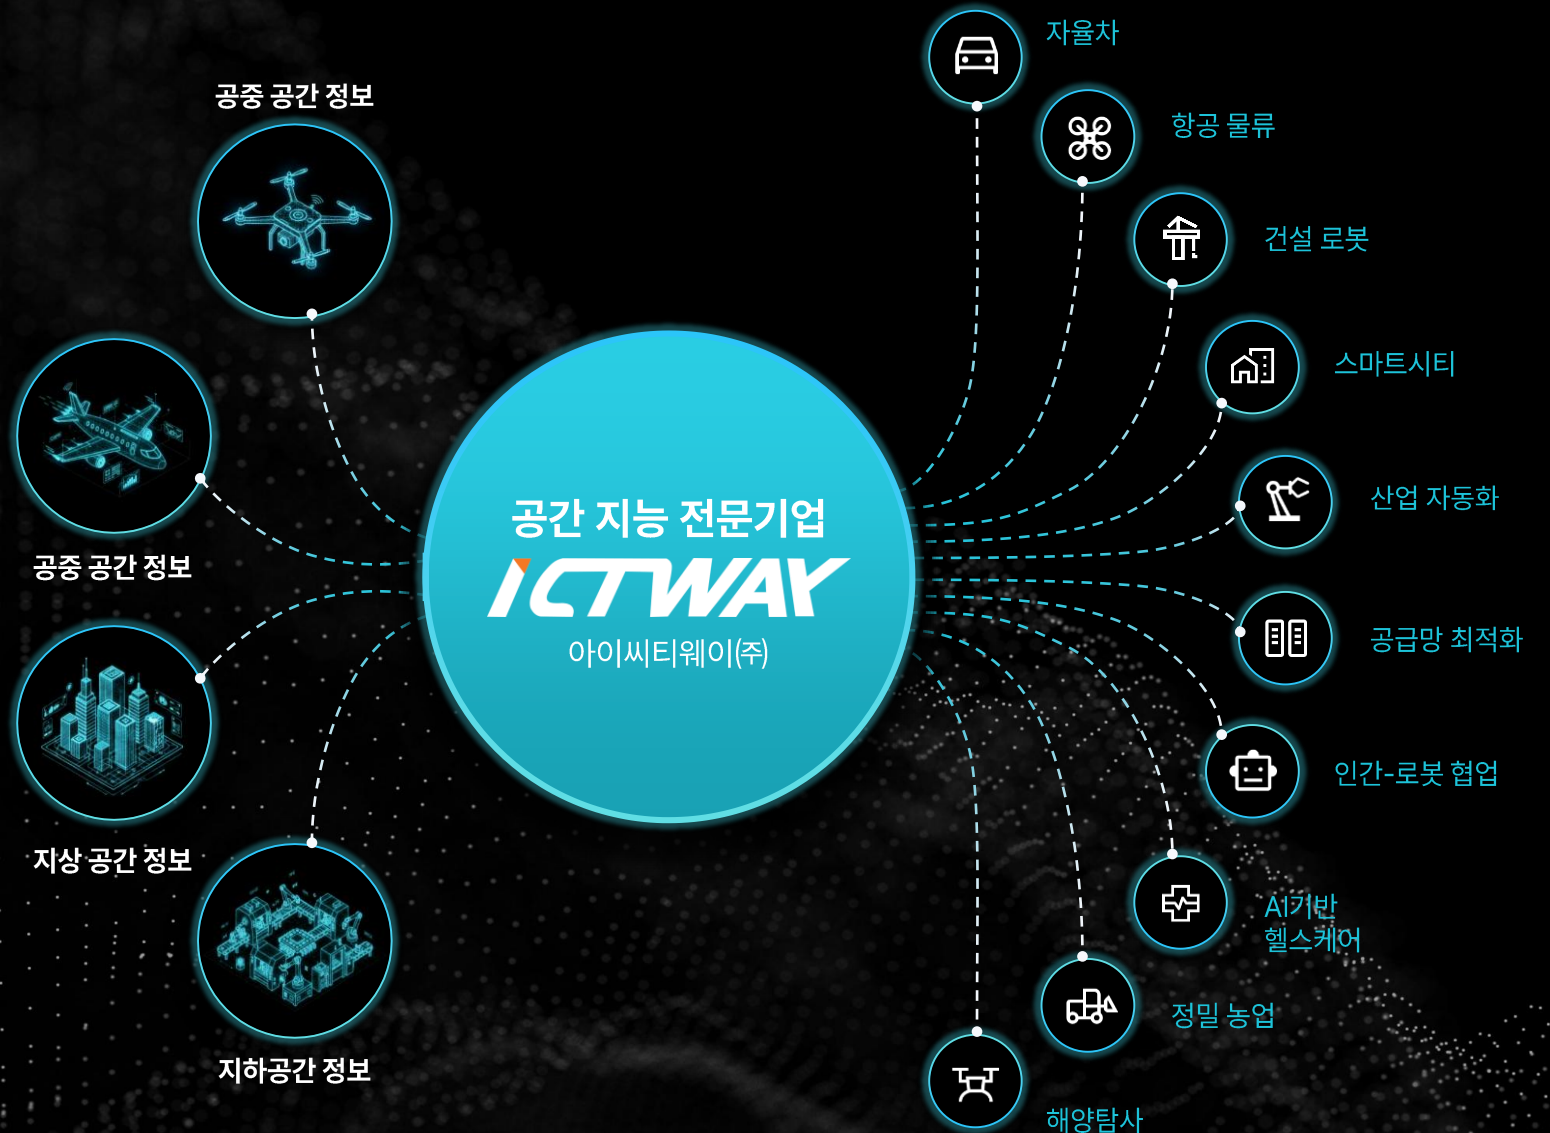 공중 공간 정보
공중 공간 정보
지상 공간 정보
지하공간 정보
공간 지능 전문기업
ICTWAY
아이씨티웨이(주)
자율차
항공 물류
건설 로봇
스마트시티
산업 자동화
공급망 최적화
인간-로봇 협업
AI기반
헬스케어
정밀 농업
해양탐사